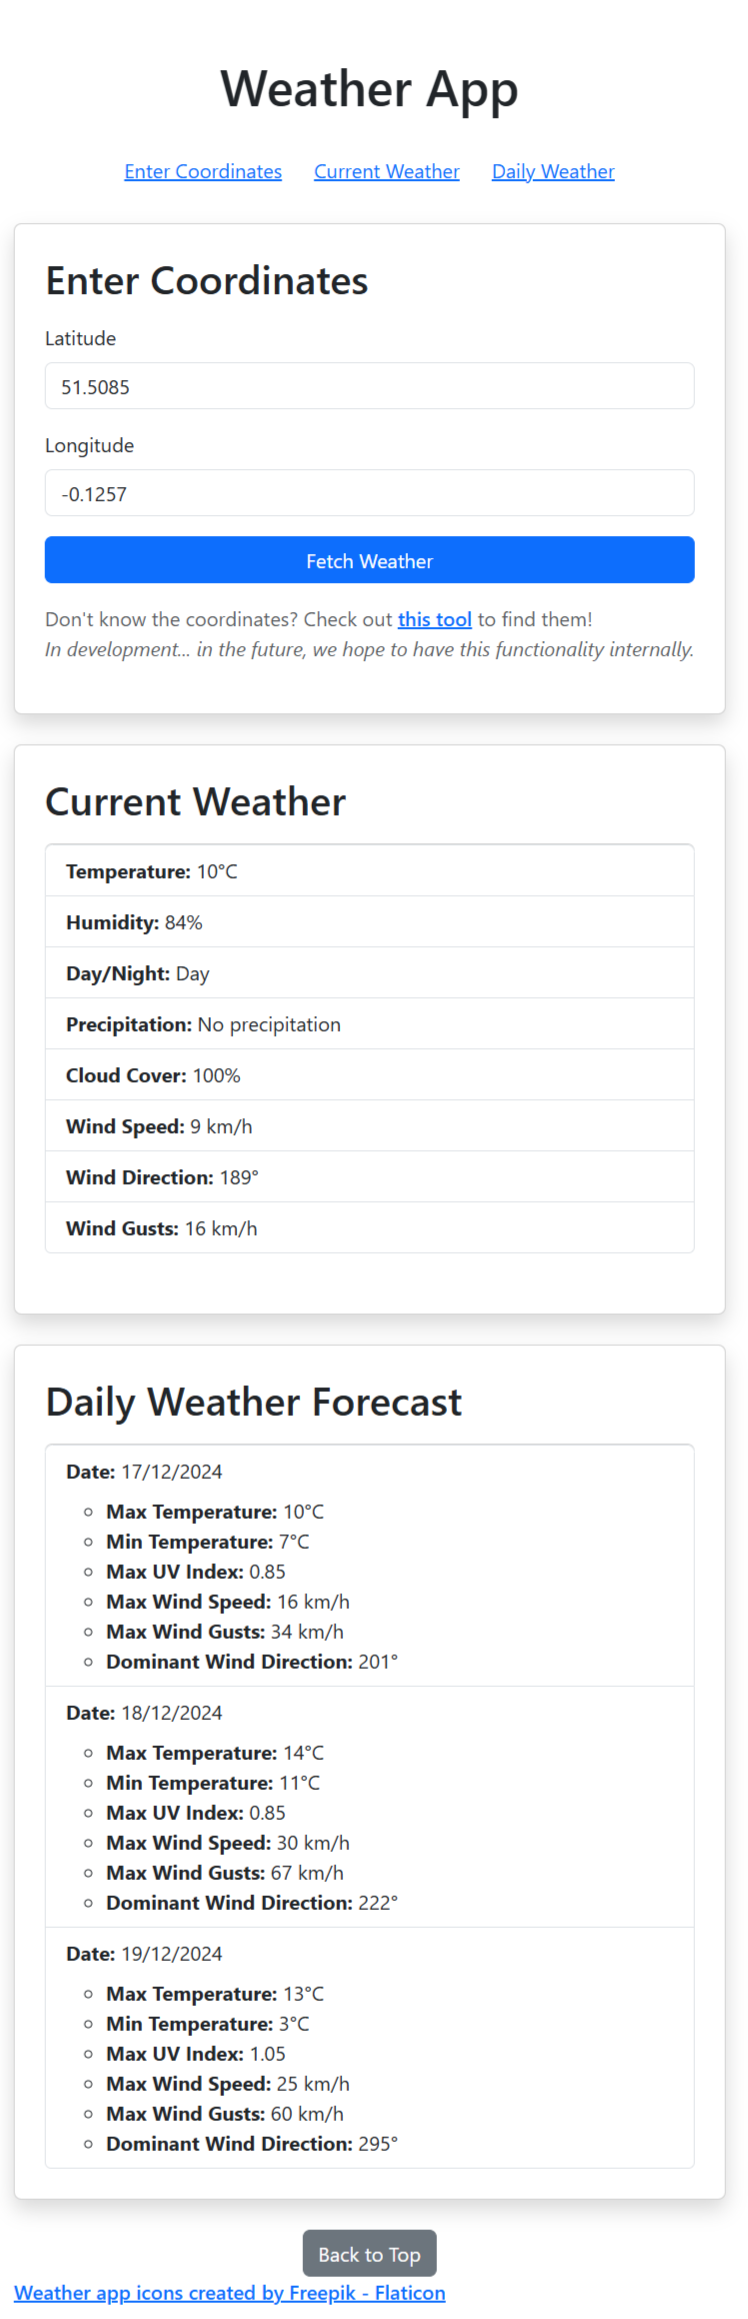 Weather App
Enter Coordinates Current Weather Daily Weather
Enter Coordinates
Latitude
51.5085
Longitude
-0.1257
Fetch Weather
Don't know the coordinates? Check out this tool to find them!
In development... in the future, we hope to have this functionality internally.
Current Weather
Temperature: 10°C
Humidity: 84%
Day/Night: Day
Precipitation: No precipitation
Cloud Cover: 100%
Wind Speed: 9 km/h
Wind Direction: 189°
Wind Gusts: 16 km/h
Daily Weather Forecast
Date: 17/12/2024
Max Temperature: 10°C
Min Temperature: 7°C
Max UV Index: 0.85
Max Wind Speed: 16 km/h
Max Wind Gusts: 34 km/h
Dominant Wind Direction: 201°
Date: 18/12/2024
Max Temperature: 14°C
Min Temperature: 11°C
Max UV Index: 0.85
Max Wind Speed: 30 km/h
Max Wind Gusts: 67 km/h
Dominant Wind Direction: 222°
Date: 19/12/2024
Max Temperature: 13°C
Min Temperature: 3°C
Max UV Index: 1.05
Max Wind Speed: 25 km/h
Max Wind Gusts: 60 km/h
Dominant Wind Direction: 295°
Back to Top
Weather app icons created by Freepik - Flaticon